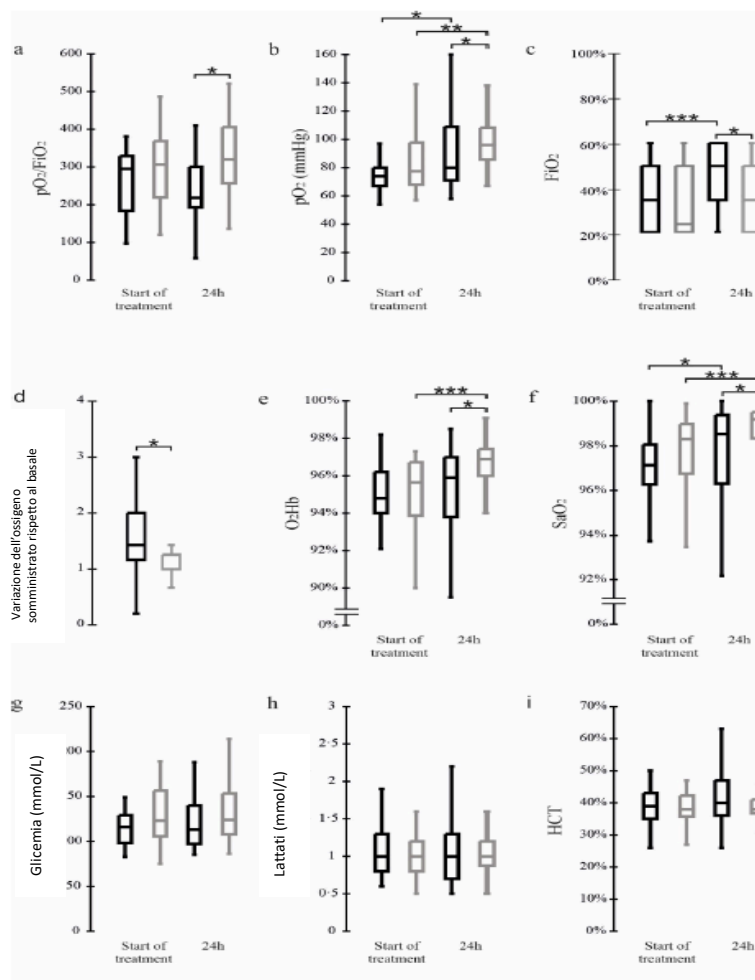 a
pO₂/FiO₂
600
500
400
300
200
100
0
*
Start of
treatment
24h
b
pO₂ (mmHg)
160
140
120
100
80
60
40
20
0
*
**
*
Start of
treatment
24h
c
FiO₂
100%
80%
60%
40%
20%
0%
***
*
Start of
treatment
24h
d
Variazione dell'ossigeno
somministrato rispetto al basale
4
3
2
1
0
*
e
O₂Hb
100%
98%
96%
94%
92%
90%
0%
***
*
Start of
treatment
24h
f
SaO₂
100%
98%
96%
94%
92%
0%
*
***
*
Start of
treatment
24h
g
Glicemia (mmol/L)
250
00
50
00
50
0
Start of
treatment
24h
h
Lattati (mmol/L)
3
2·5
2
1·5
1
0·5
0
Start of
treatment
24h
i
HCT
70%
60%
50%
40%
30%
20%
10%
0%
Start of
treatment
24h